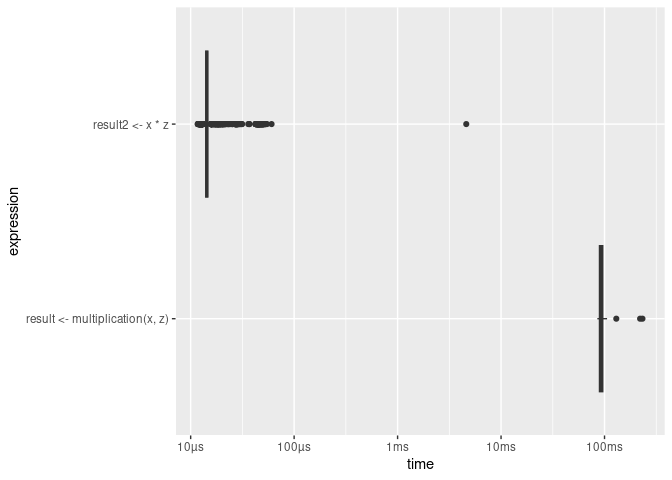 expression
result2 <- x * z
result <- multiplication(x, z)
10µs 100µs 1ms 10ms 100ms
time